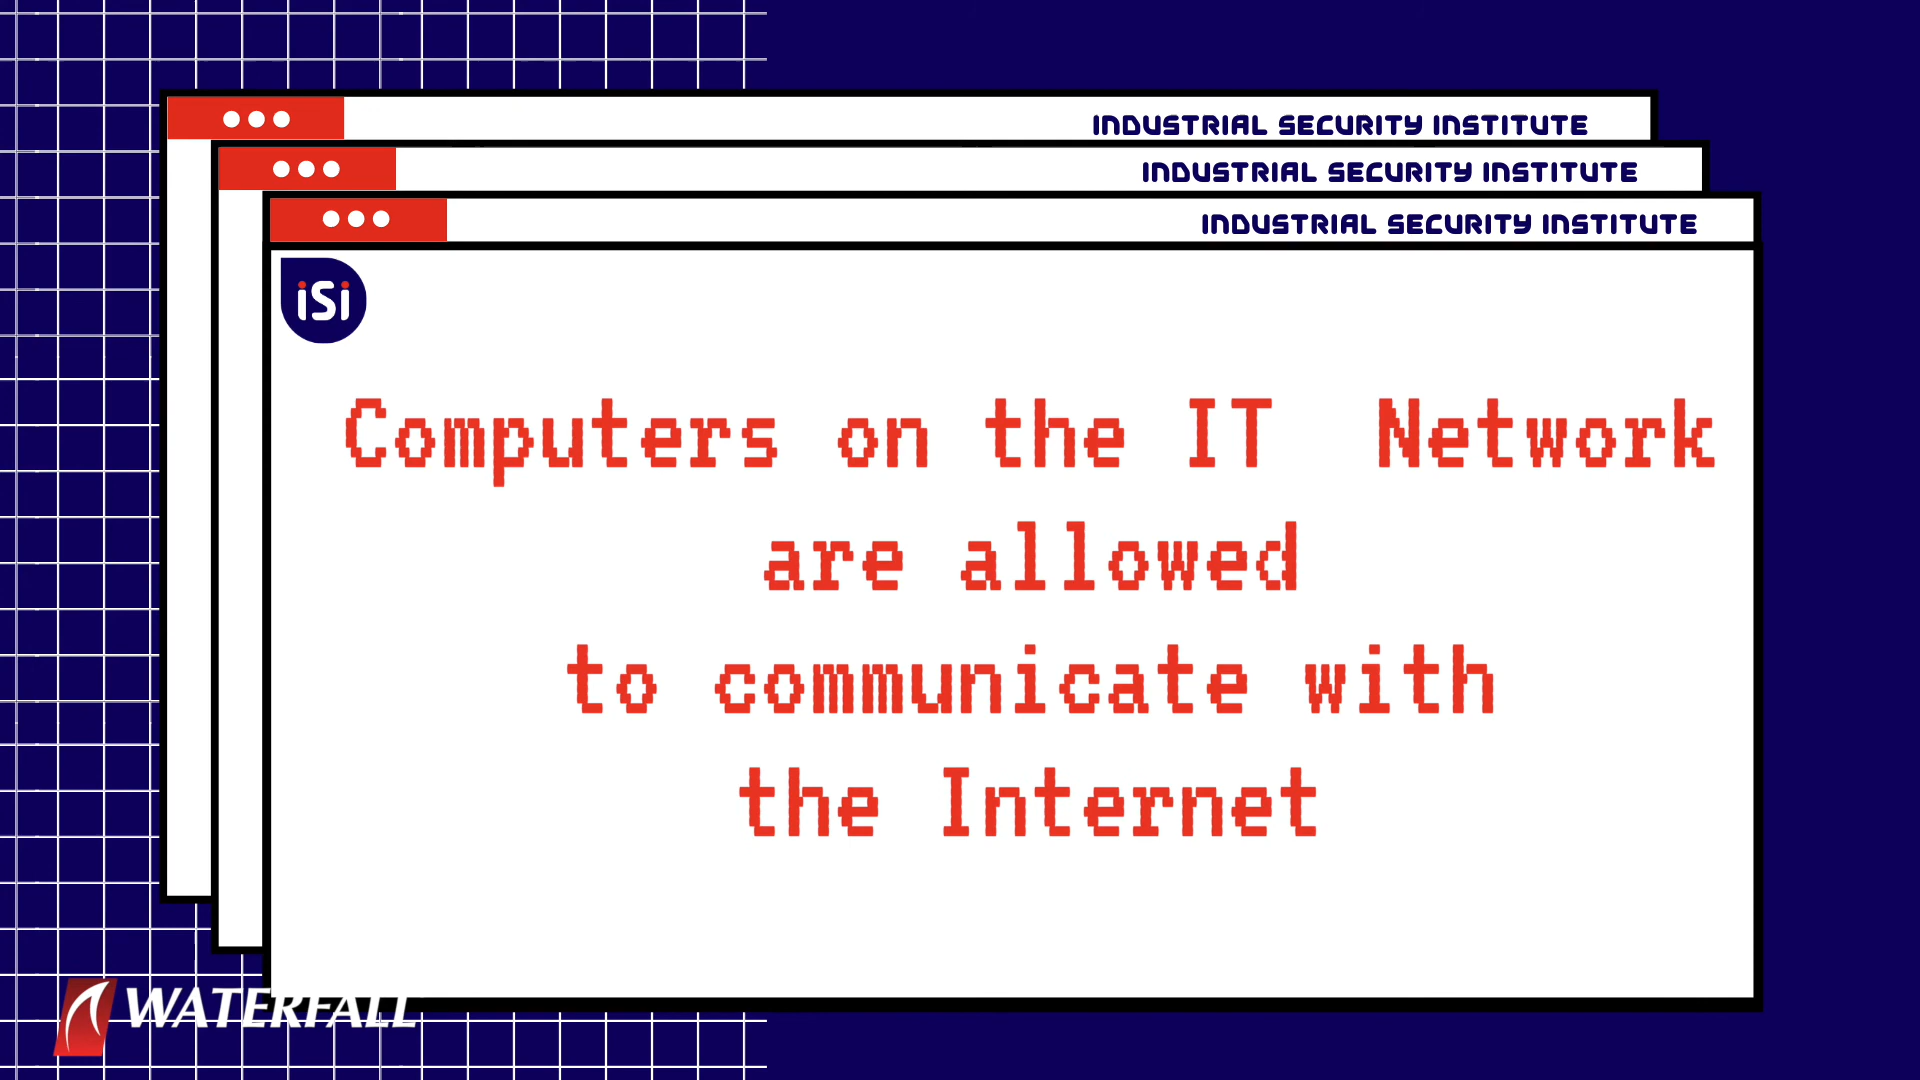 INDUSTRIAL SECURITY INSTITUTE
INDUSTRIAL SECURITY INSTITUTE
INDUSTRIAL SECURITY INSTITUTE
iSi
Computers on the IT Network
are allowed
to communicate with
the Internet
WATERFALL